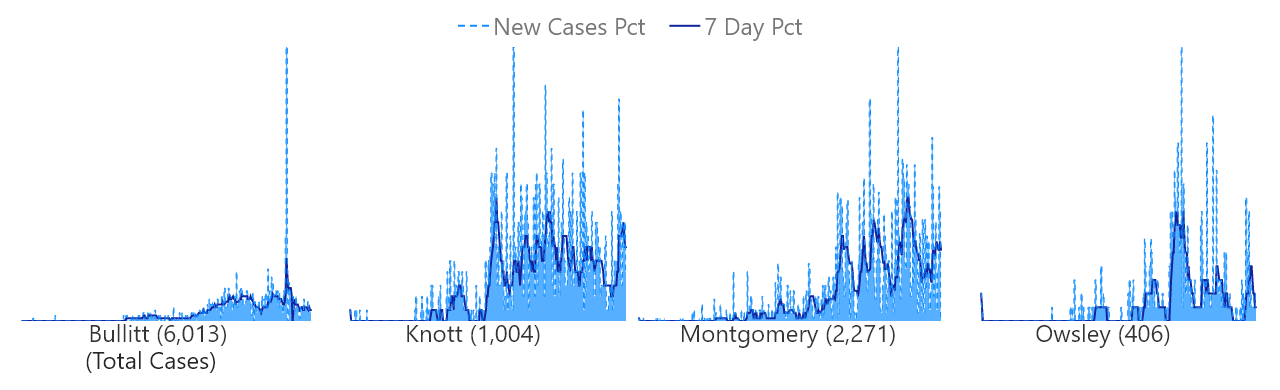 New Cases Pct 7 Day Pct
Bullitt (6,013) Knott (1,004) Montgomery (2,271) Owsley (406)
(Total Cases)